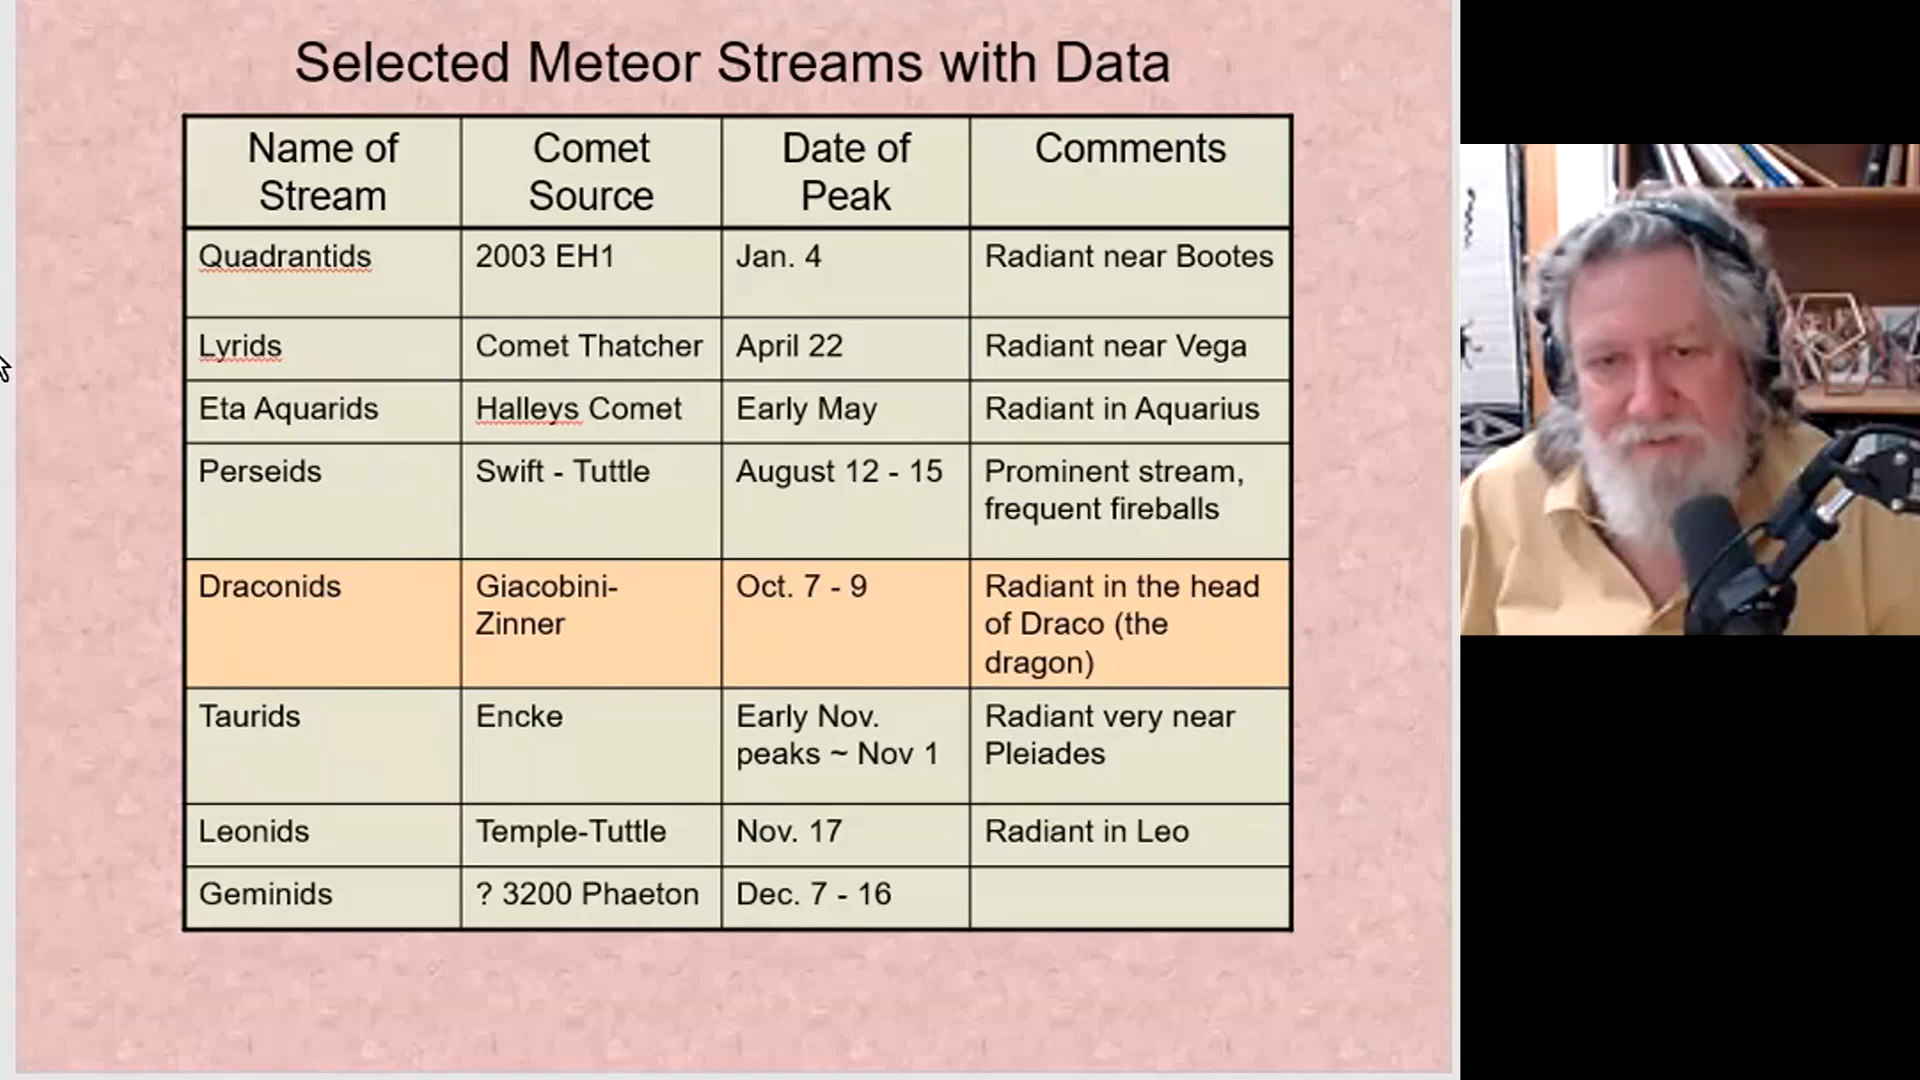 Selected Meteor Streams with Data
Name of
Stream
Comet
Source
Date of
Peak
Comments
Quadrantids
2003 EH1
Jan. 4
Radiant near Bootes
Lyrids
Comet Thatcher
April 22
Radiant near Vega
Eta Aquarids
Halleys Comet
Early May
Radiant in Aquarius
Perseids
Swift - Tuttle
August 12 - 15
Prominent stream,
frequent fireballs
Draconids
Giacobini-
Zinner
Oct. 7 - 9
Radiant in the head
of Draco (the
dragon)
Taurids
Encke
Early Nov.
peaks ~ Nov 1
Radiant very near
Pleiades
Leonids
Temple-Tuttle
Nov. 17
Radiant in Leo
Geminids
? 3200 Phaeton
Dec. 7 - 16